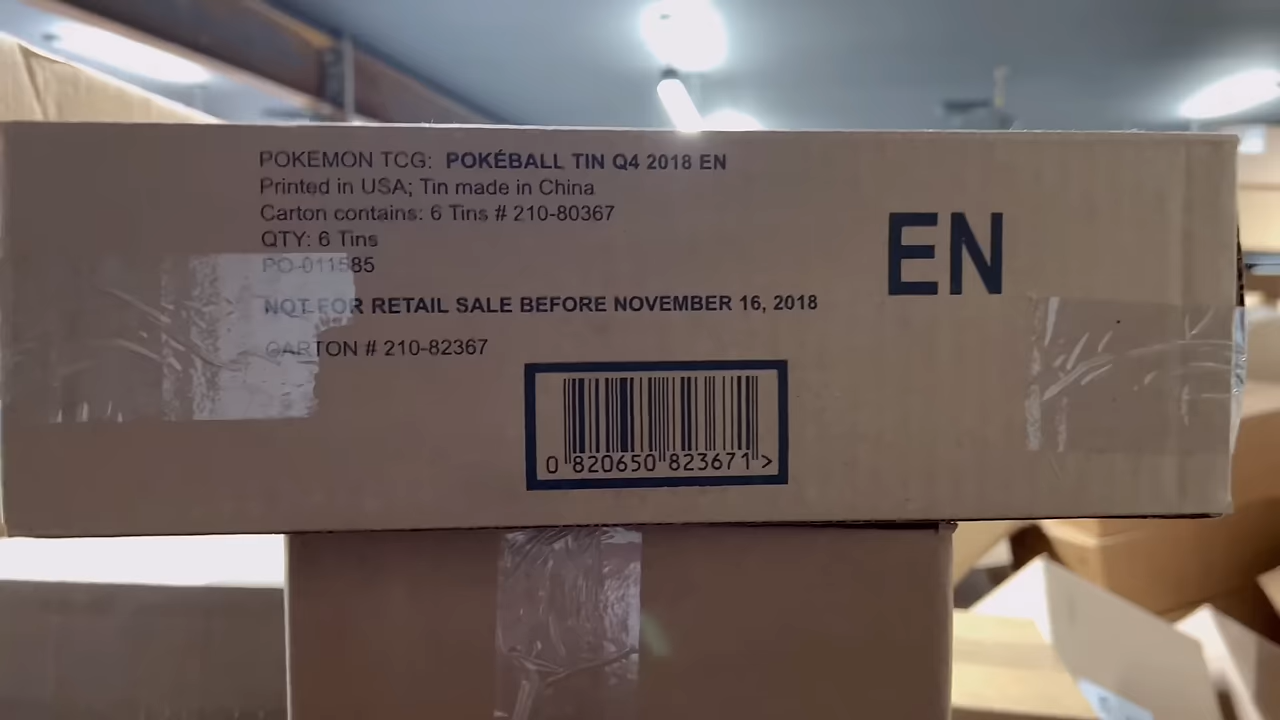 POKEMON TCG: POKÉBALL TIN Q4 2018 EN
Printed in USA; Tin made in China
Carton contains: 6 Tins # 210-80367
QTY: 6 Tins
PO-011585
NOT FOR RETAIL SALE BEFORE NOVEMBER 16, 2018
CARTON # 210-82367
EN
0 820650 823671 >